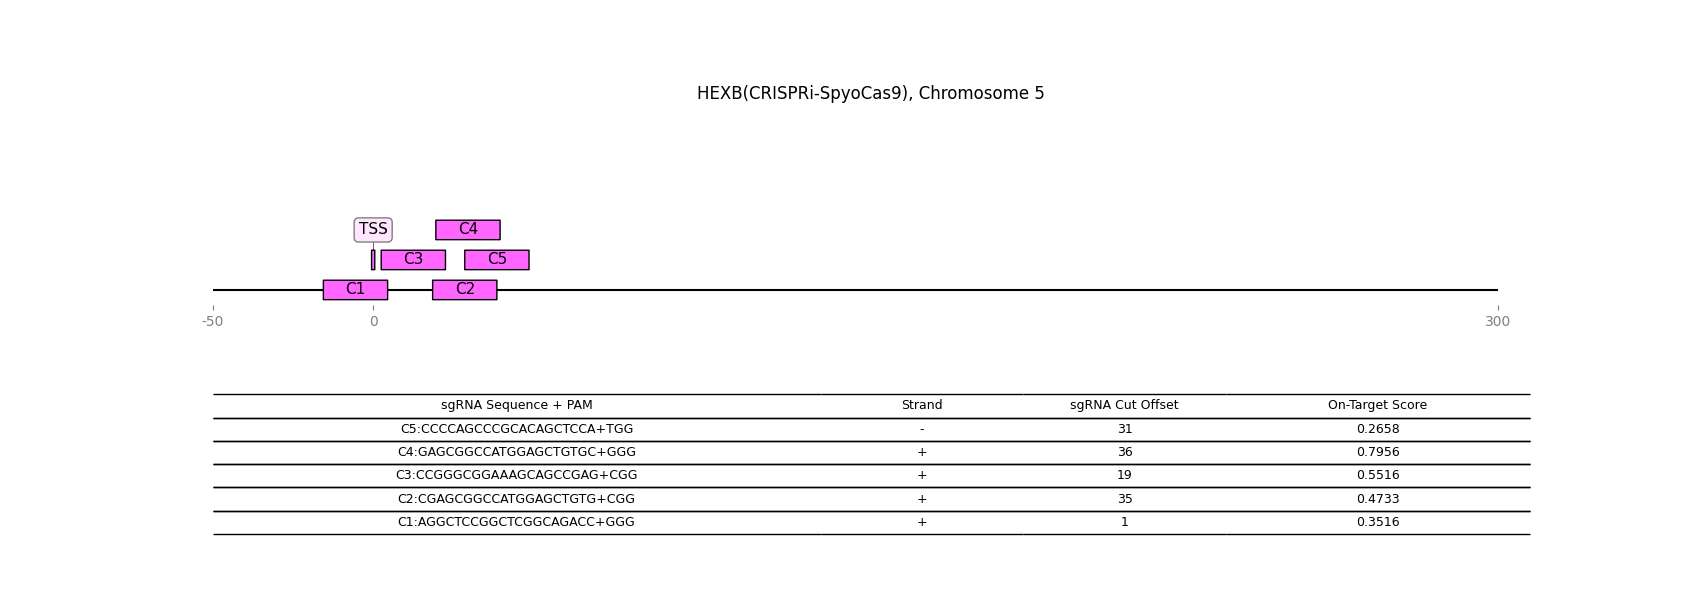 HEXB(CRISPRi-SpyoCas9), Chromosome 5
TSS C4
C3 C5
C1 C2
-50 0 300
sgRNA Sequence + PAM Strand sgRNA Cut Offset On-Target Score
C5:CCCCAGCCCGCACAGCTCCA+TGG - 31 0.2658
C4:GAGCGGCCATGGAGCTGTGC+GGG + 36 0.7956
C3:CCGGGCGGAAAGCAGCCGAG+CGG + 19 0.5516
C2:CGAGCGGCCATGGAGCTGTG+CGG + 35 0.4733
C1:AGGCTCCGGCTCGGCAGACC+GGG + 1 0.3516